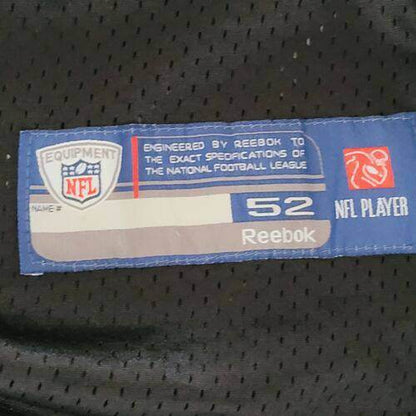 EQUIPMENT
NFL
ENGINEERED BY REEBOK TO
THE EXACT SPECIFICATIONS OF
THE NATIONAL FOOTBALL LEAGUE
NAME #
52
Reebok
NFL PLAYER